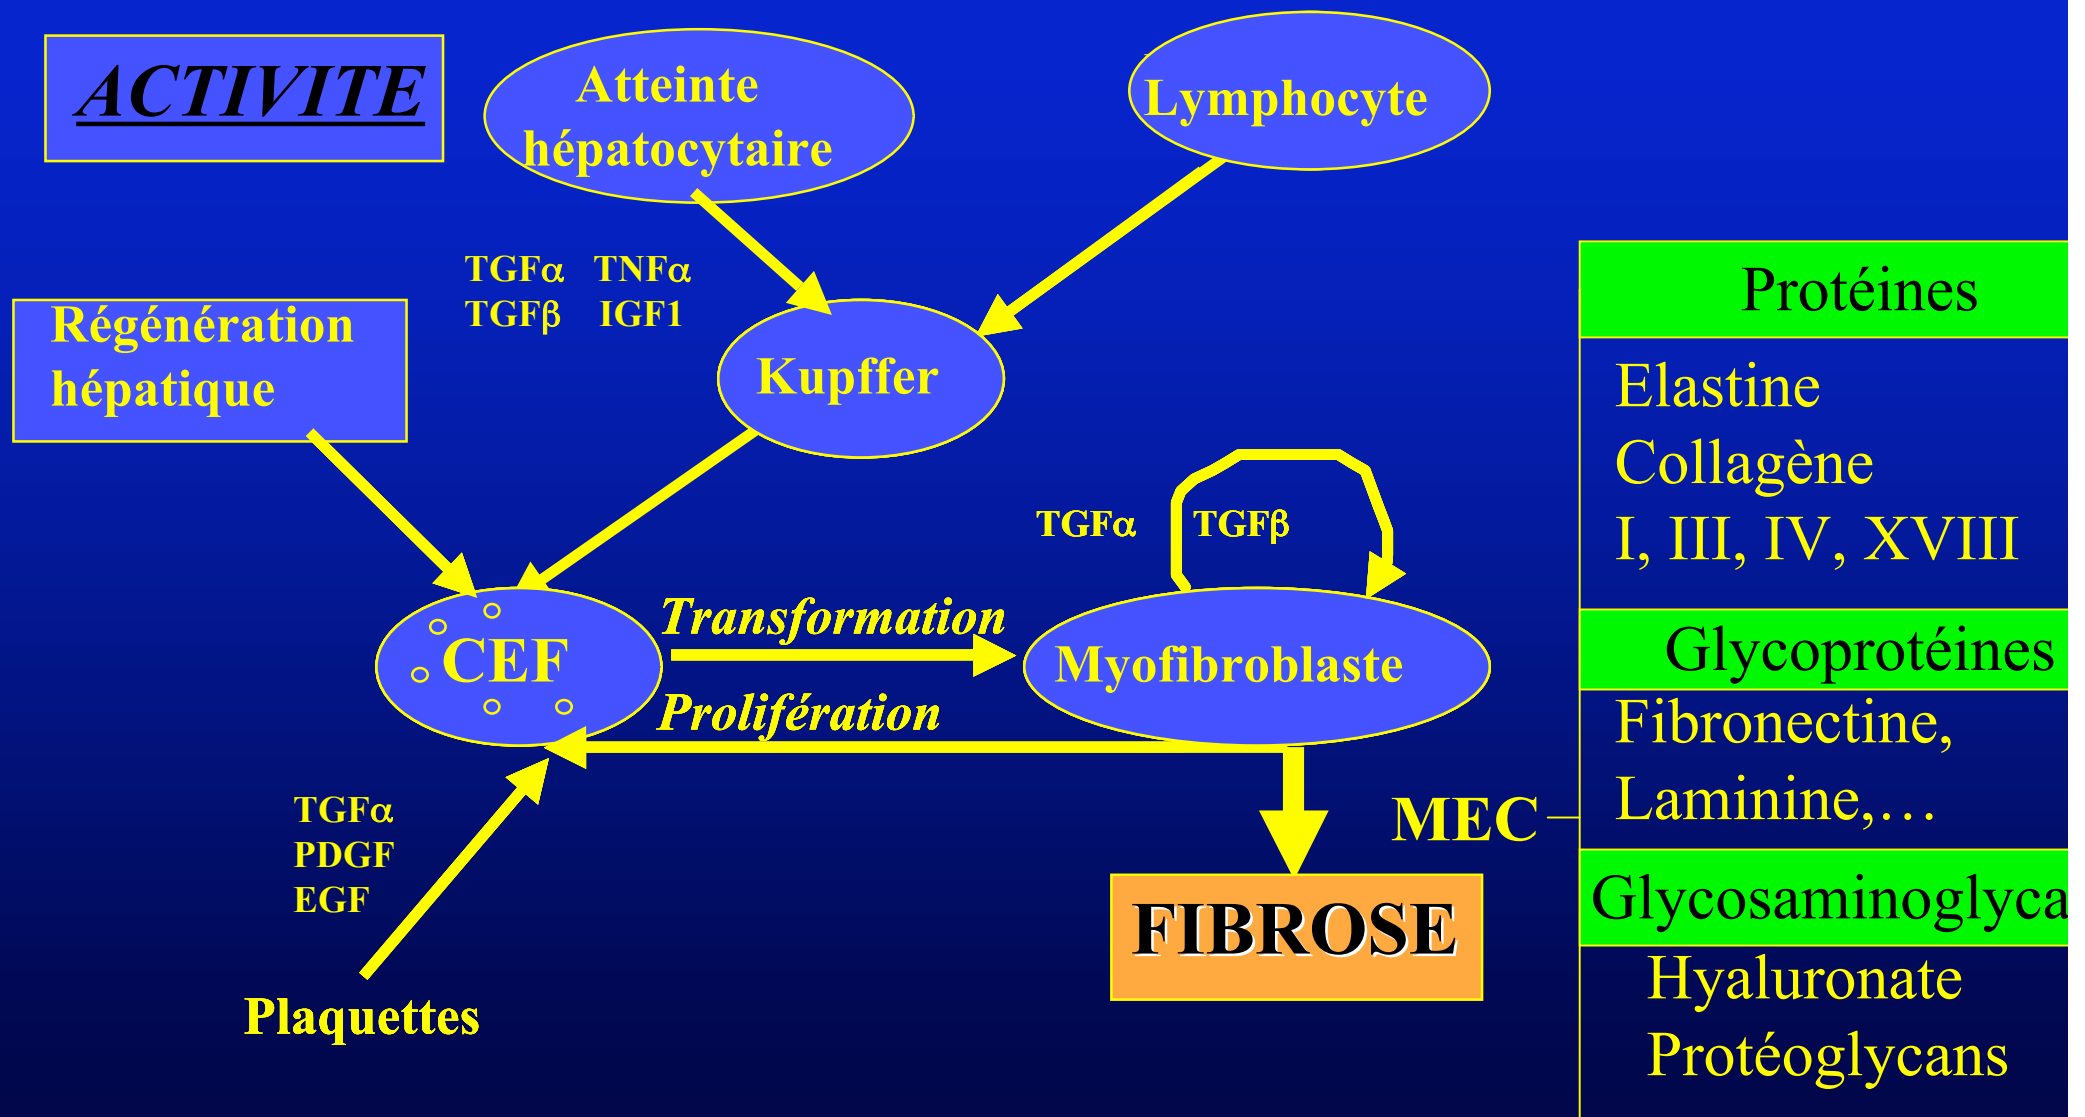 ACTIVITE
Atteinte
hépatocytaire
Lymphocyte
TGFα TNFα
TGFβ IGF1
Régénération
hépatique
Kupffer
TGFα TGFβ
CEF
Transformation
Prolifération
Myofibroblaste
TGFα
PDGF
EGF
Plaquettes
FIBROSE
MEC
Protéines
Elastine
Collagène
I, III, IV, XVIII
Glycoprotéines
Fibronectine,
Laminine,…
Glycosaminoglyca
Hyaluronate
Protéoglycans